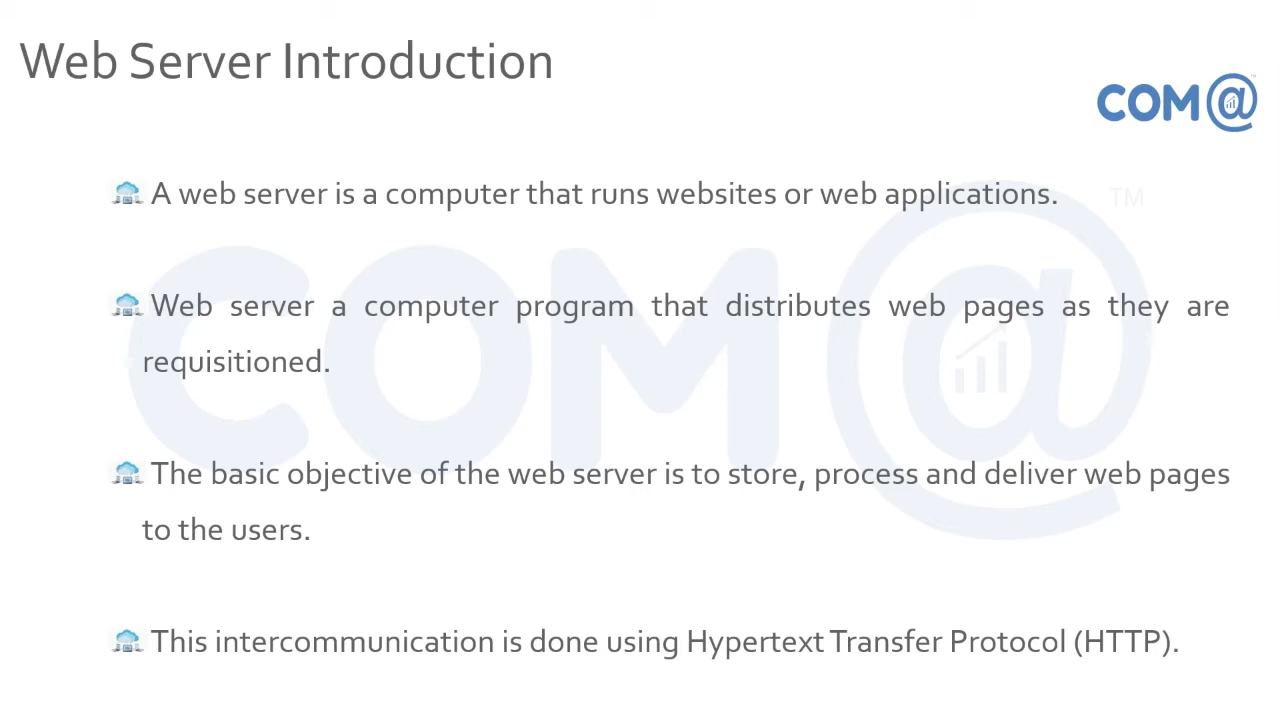 Web Server Introduction
COM@
TM
A web server is a computer that runs websites or web applications.
TM
Web server a computer program that distributes web pages as they are
requisitioned.
COM@
The basic objective of the web server is to store, process and deliver web pages
to the users.
This intercommunication is done using Hypertext Transfer Protocol (HTTP).